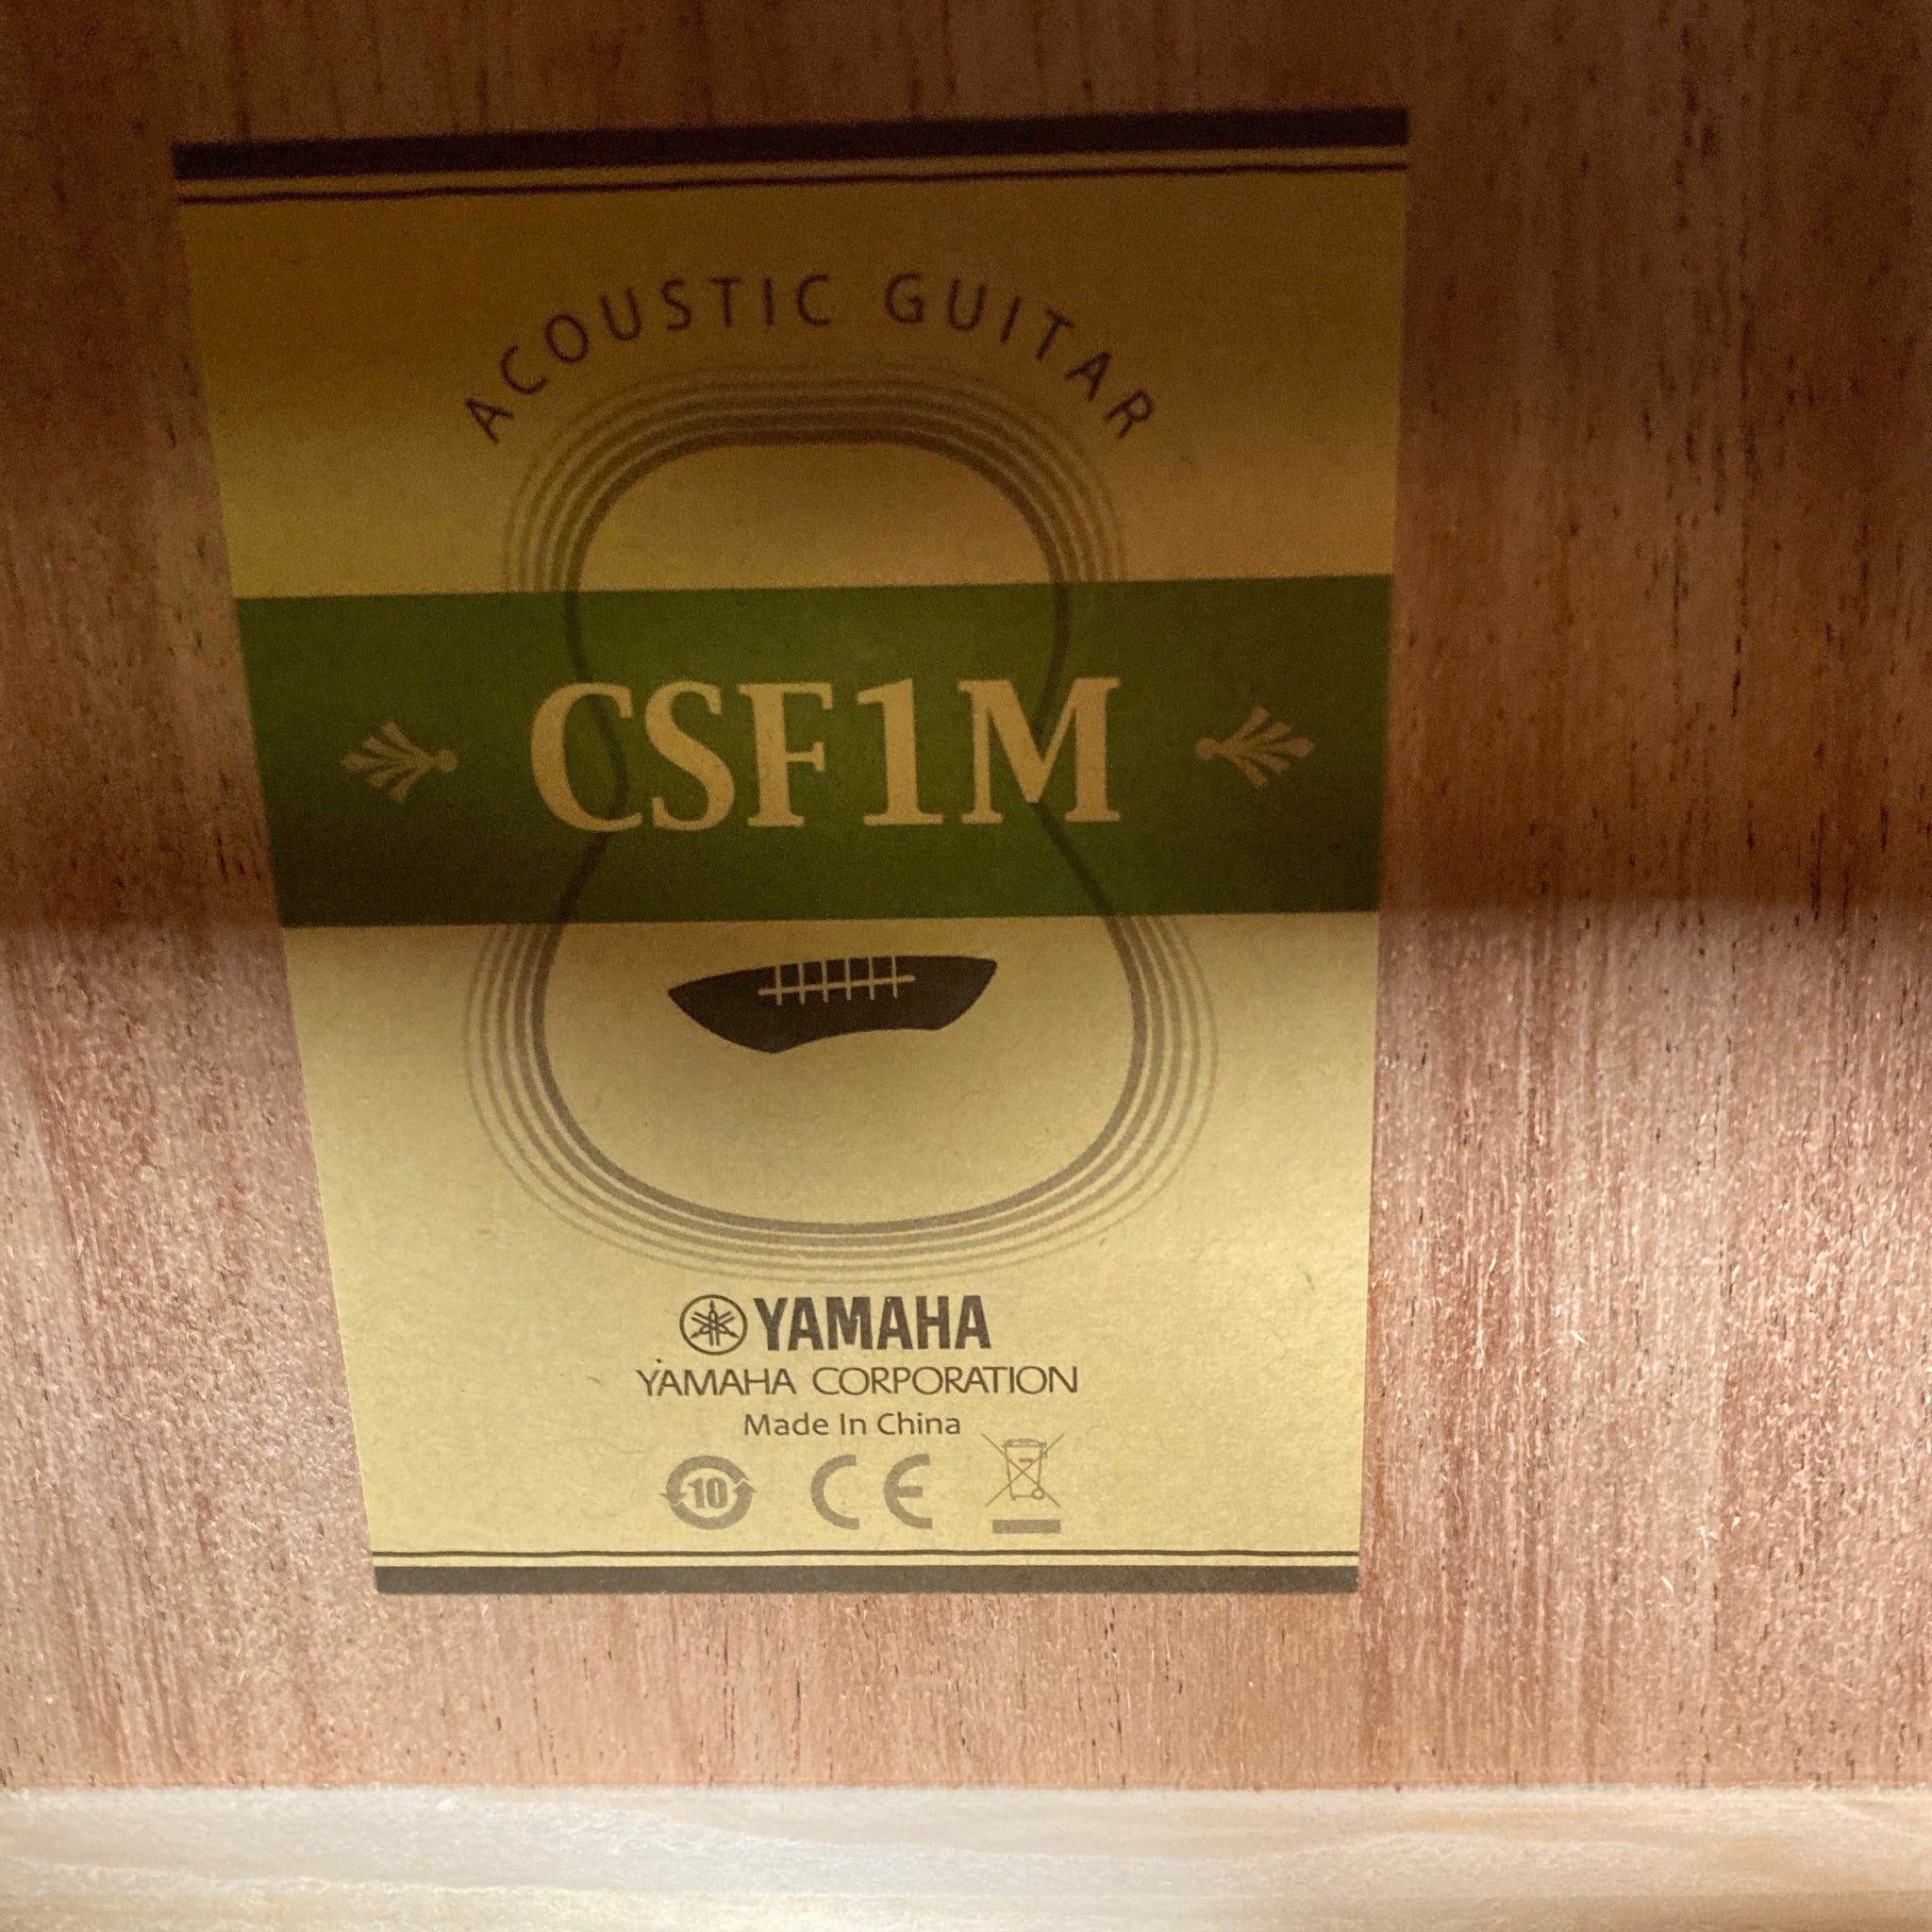 ACOUSTIC GUITAR
CSF1M
YAMAHA
YAMAHA CORPORATION
Made In China
10 CE